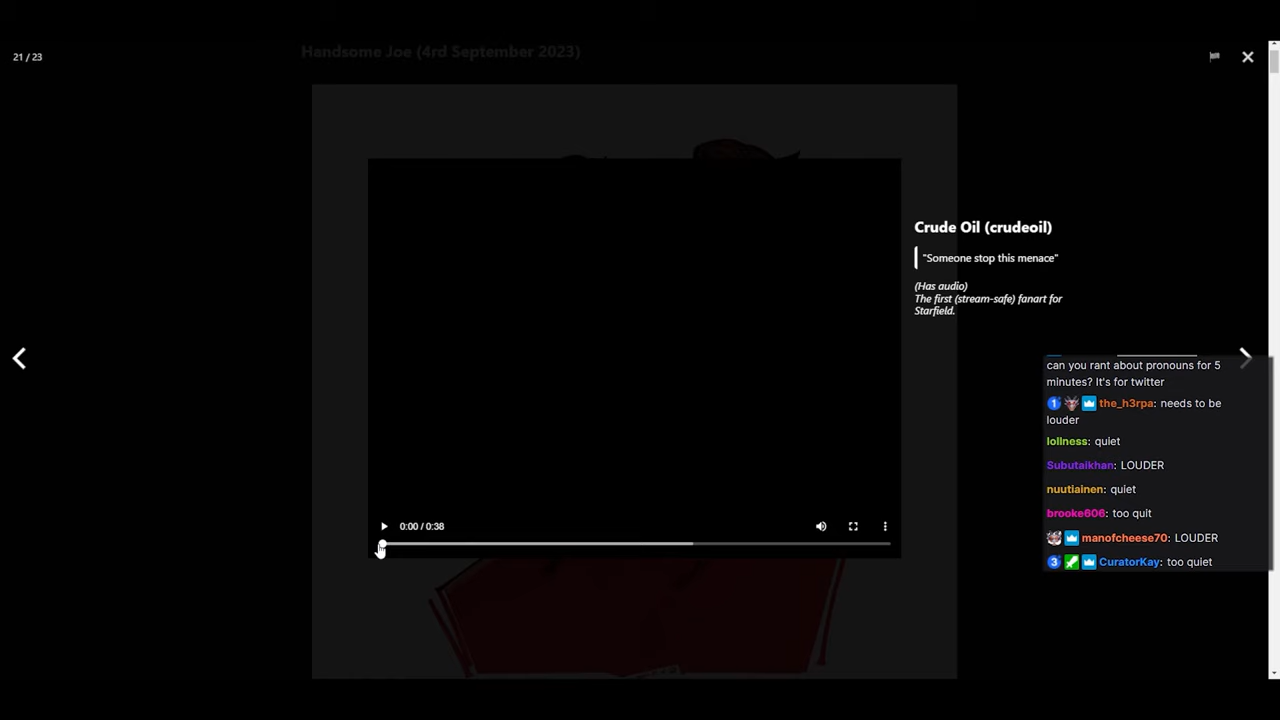 Handsome Joe (4rd September 2023)
21 / 23
Crude Oil (crudeoil)
"Someone stop this menace"
(Has audio)
The first (stream-safe) fanart for
Starfield.
can you rant about pronouns for 5
minutes? It's for twitter
the_h3rpa: needs to be
louder
lollness: quiet
Subutaikhan: LOUDER
nuutiainen: quiet
brooke606: too quit
manofcheese70: LOUDER
3 CuratorKay: too quiet
0:00 / 0:38